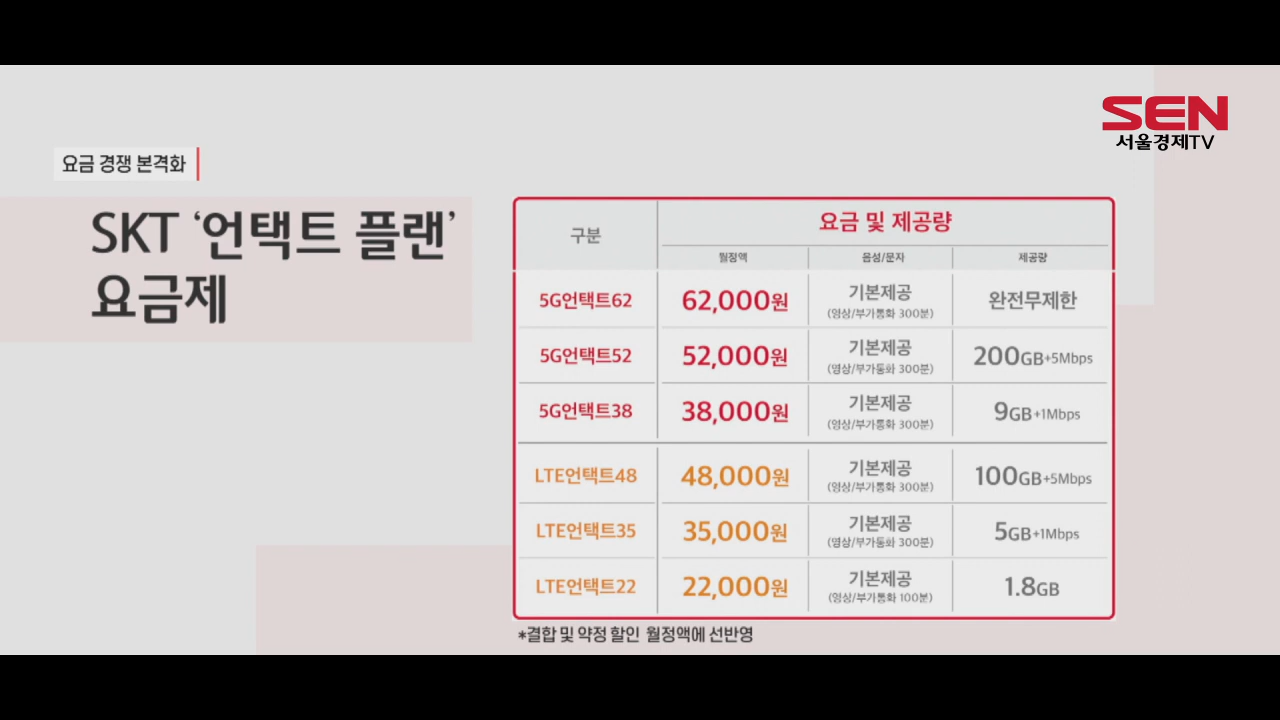 SEN
서울경제TV
요금 경쟁 본격화
SKT ‘언택트 플랜’
요금제
구분
요금 및 제공량
월정액 음성/문자 제공량
5G언택트62 62,000원 기본제공 완전무제한
(영상/부가통화 300분)
5G언택트52 52,000원 기본제공 200GB+5Mbps
(영상/부가통화 300분)
5G언택트38 38,000원 기본제공 9GB+1Mbps
(영상/부가통화 300분)
LTE언택트48 48,000원 기본제공 100GB+5Mbps
(영상/부가통화 300분)
LTE언택트35 35,000원 기본제공 5GB+1Mbps
(영상/부가통화 300분)
LTE언택트22 22,000원 기본제공 1.8GB
(영상/부가통화 100분)
*결합 및 약정 할인 월정액에 선반영